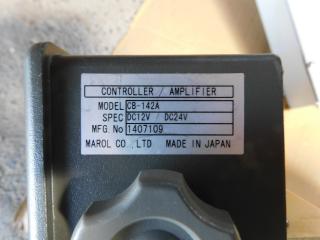 CONTROLLER / AMPLIFIER
MODEL CB-142A
SPEC DC12V / DC24V
MFG. No 1407109
MAROL CO., LTD MADE IN JAPAN